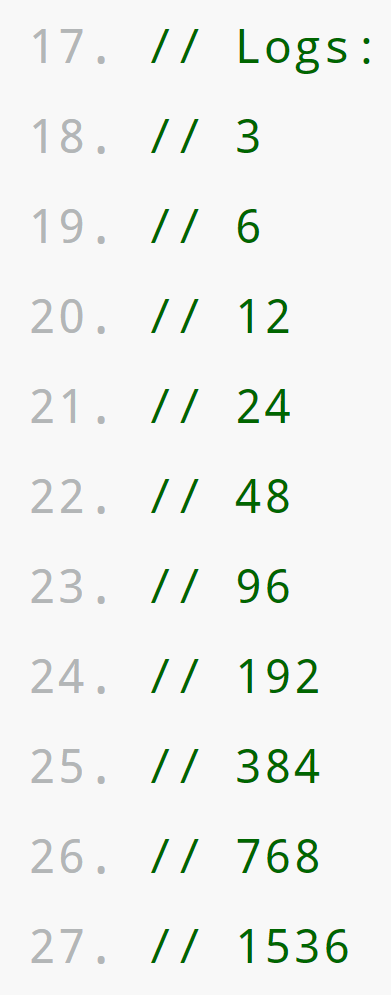 17. // Logs:
18. // 3
19. // 6
20. // 12
21. // 24
22. // 48
23. // 96
24. // 192
25. // 384
26. // 768
27. // 1536